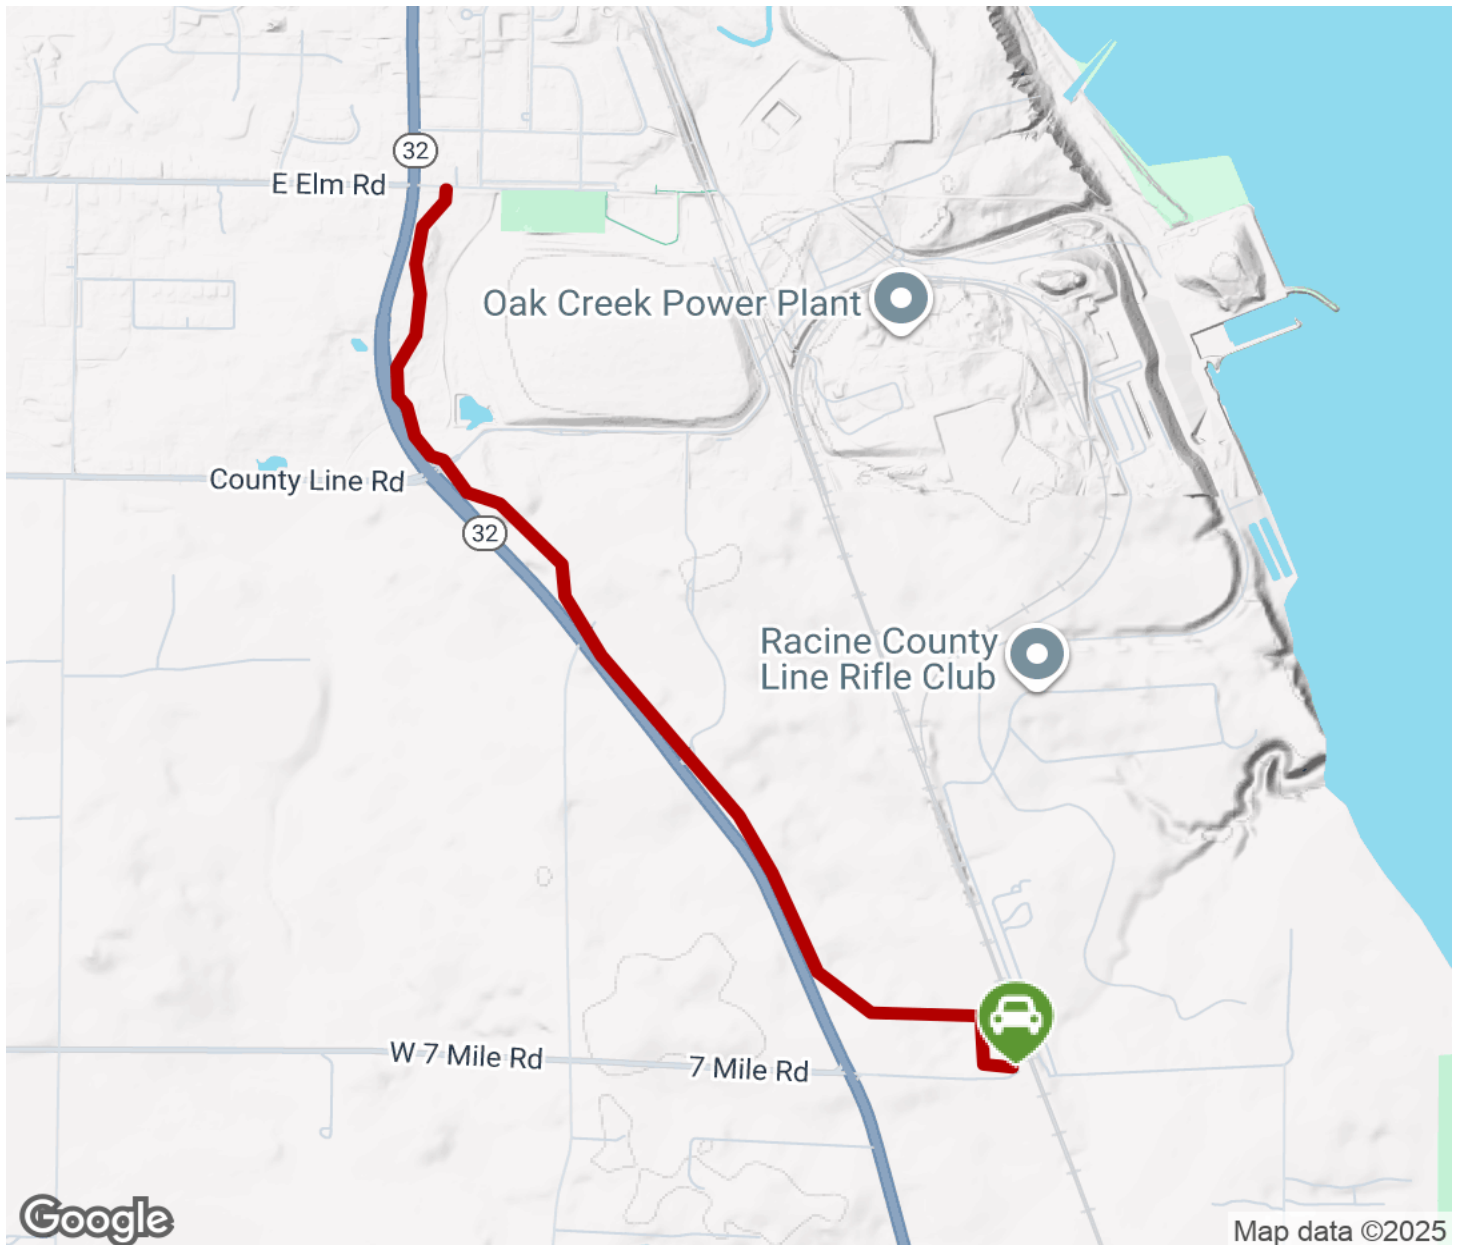 32
E Elm Rd
Oak Creek Power Plant
County Line Rd
32
Racine County
Line Rifle Club
W 7 Mile Rd
7 Mile Rd
Google
Map data ©2025